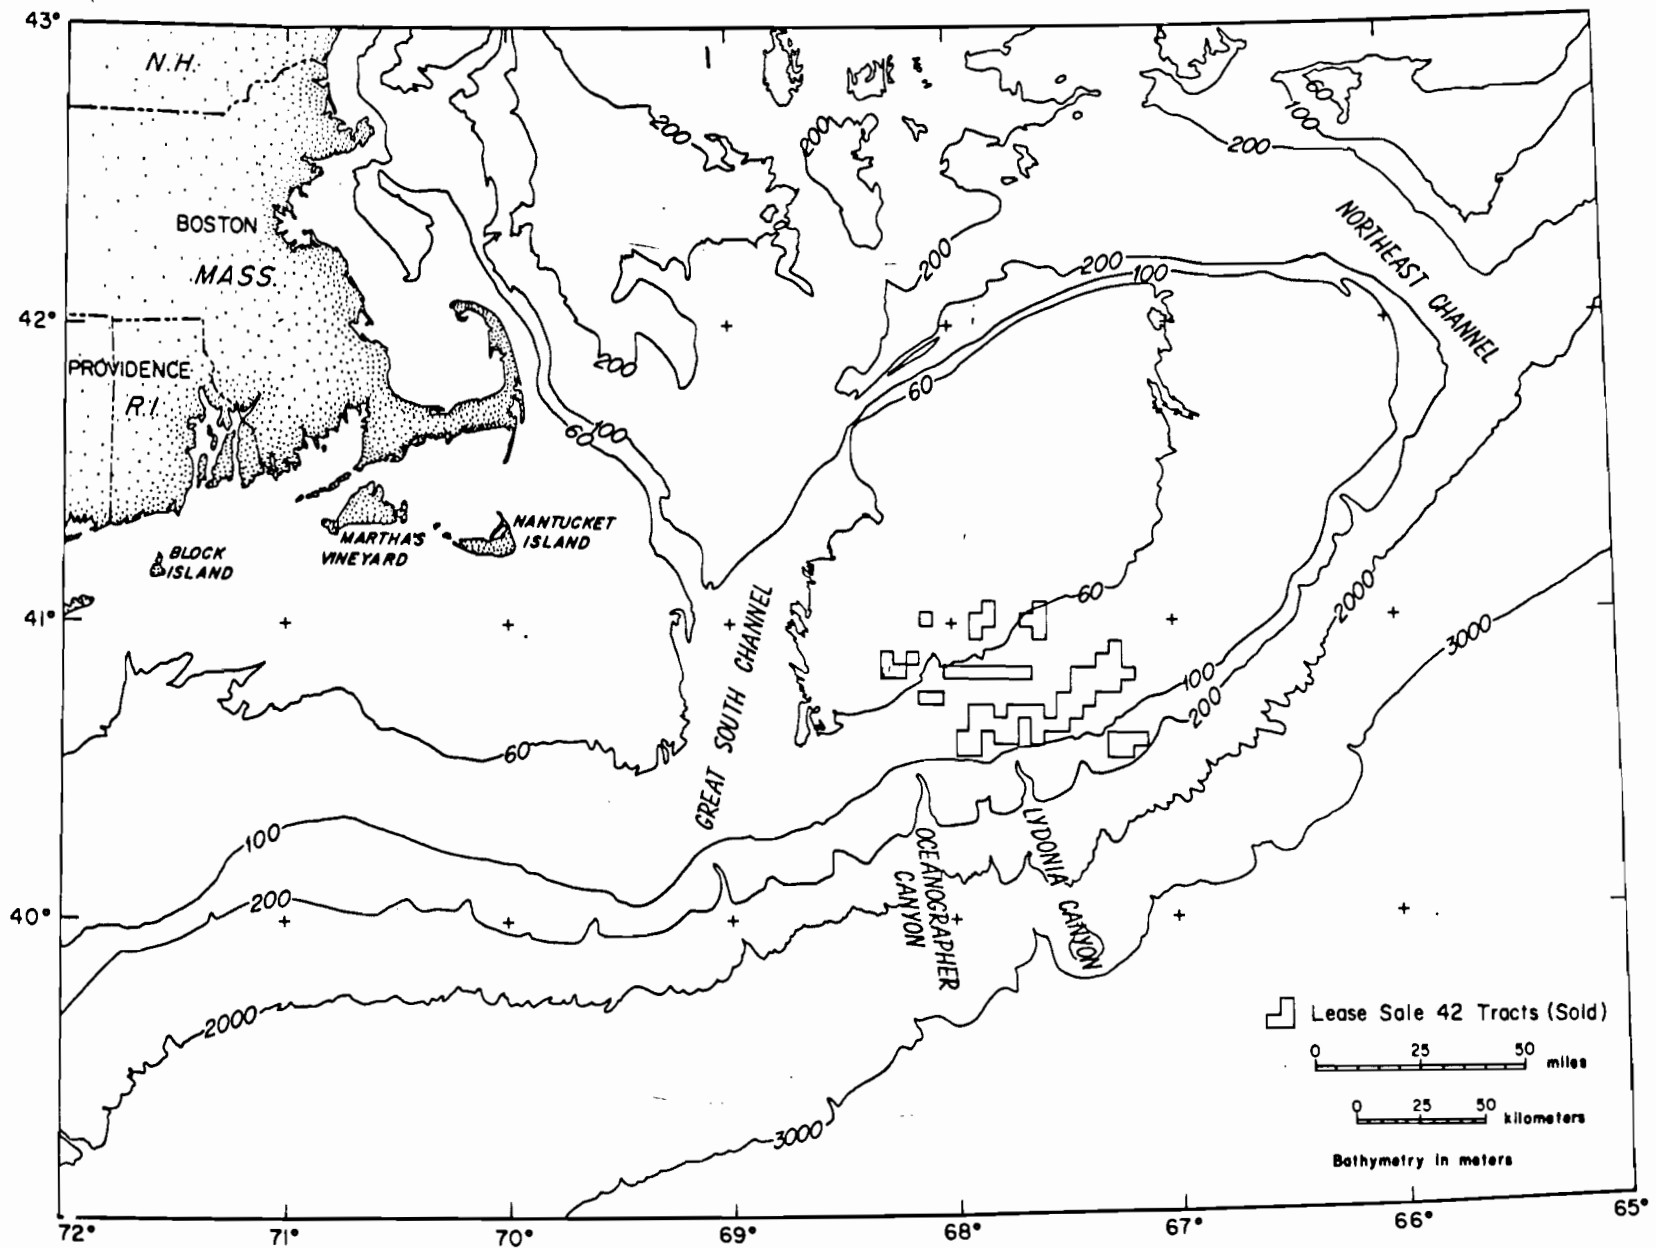 43°
N.H.
200
200
60
100
200
BOSTON
MASS.
NORTHEAST CHANNEL
200
200
100
42°
PROVIDENCE
R.I.
200
60
60
100
NANTUCKET
ISLAND
MARTHA'S
VINEYARD
BLOCK
ISLAND
41°
60
2000
3000
GREAT SOUTH CHANNEL
100
200
60
100
LYDONIA CANYON
OCEANOGRAPHER
CANYON
200
40°
2000
3000
Lease Sale 42 Tracts (Sold)
0 25 50 miles
0 25 50 kilometers
Bathymetry in meters
72° 71° 70° 69° 68° 67° 66° 65°